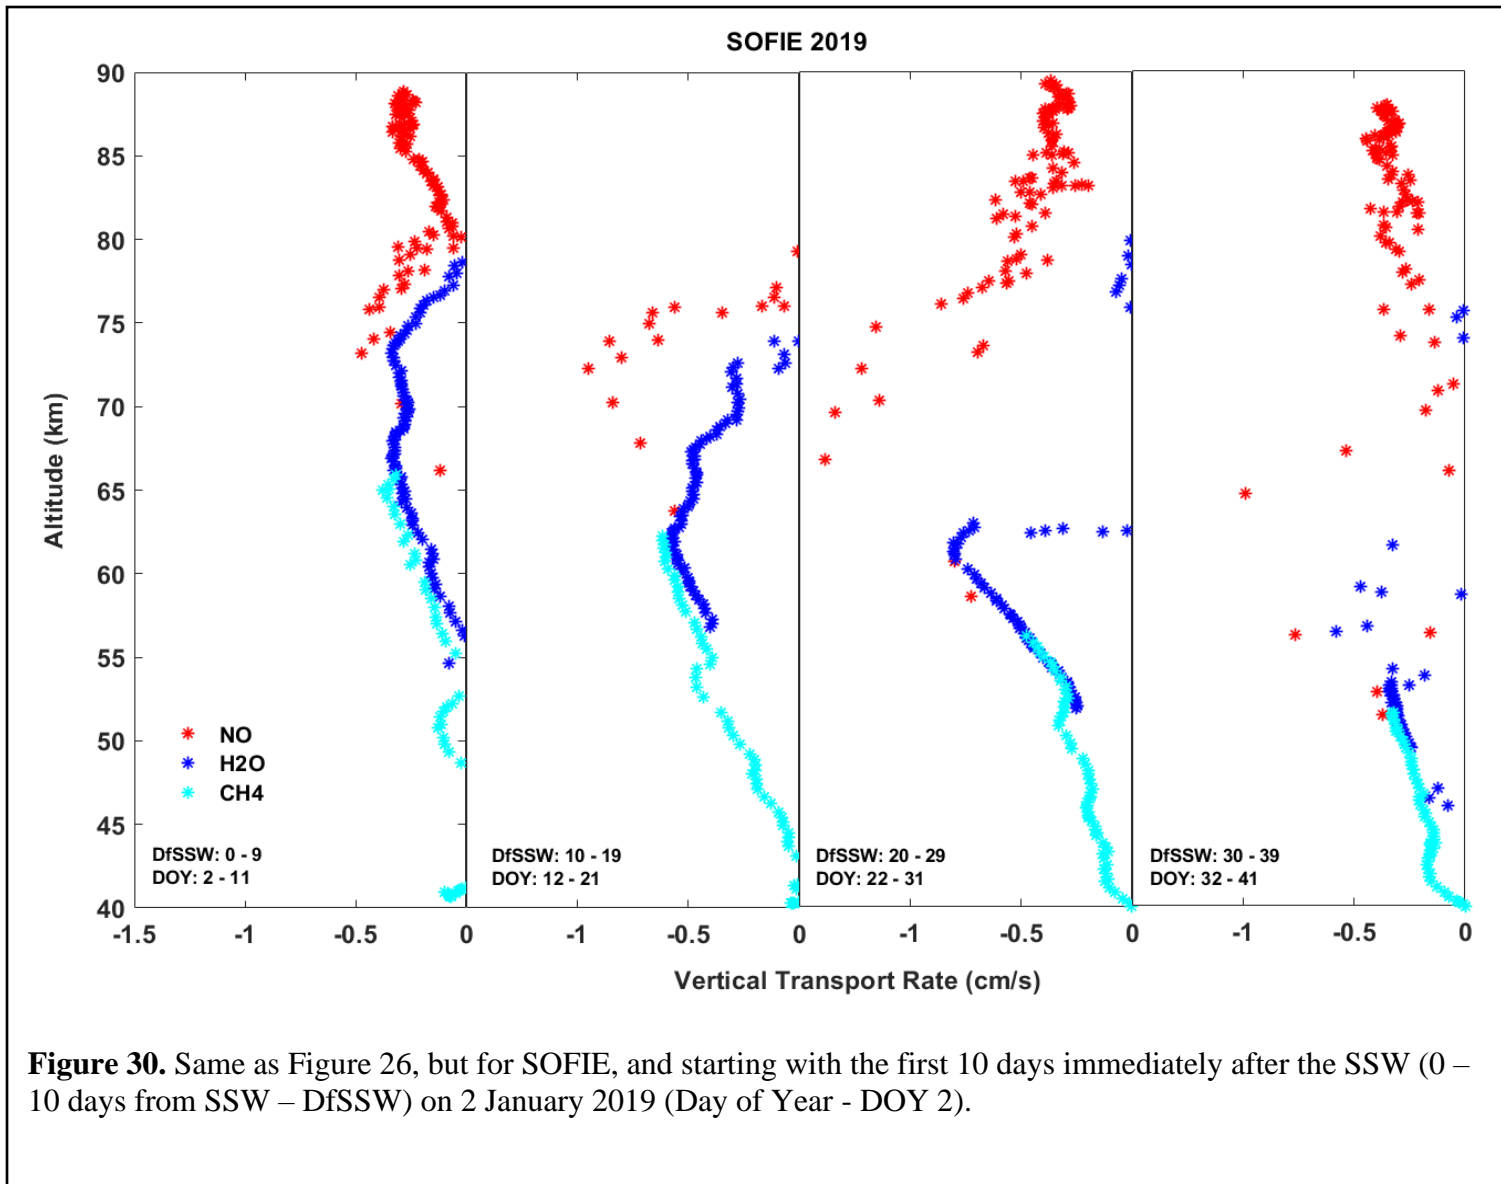 SOFIE 2019
90
85
80
75
70
65
60
55
50
45
40
Altitude (km)
NO
H2O
CH4
DfSSW: 0 - 9
DOY: 2 - 11
DfSSW: 10 - 19
DOY: 12 - 21
DfSSW: 20 - 29
DOY: 22 - 31
DfSSW: 30 - 39
DOY: 32 - 41
-1.5 -1 -0.5 0 -1 -0.5 0 -1 -0.5 0 -1 -0.5 0
Vertical Transport Rate (cm/s)
Figure 30. Same as Figure 26, but for SOFIE, and starting with the first 10 days immediately after the SSW (0 –
10 days from SSW – DfSSW) on 2 January 2019 (Day of Year - DOY 2).